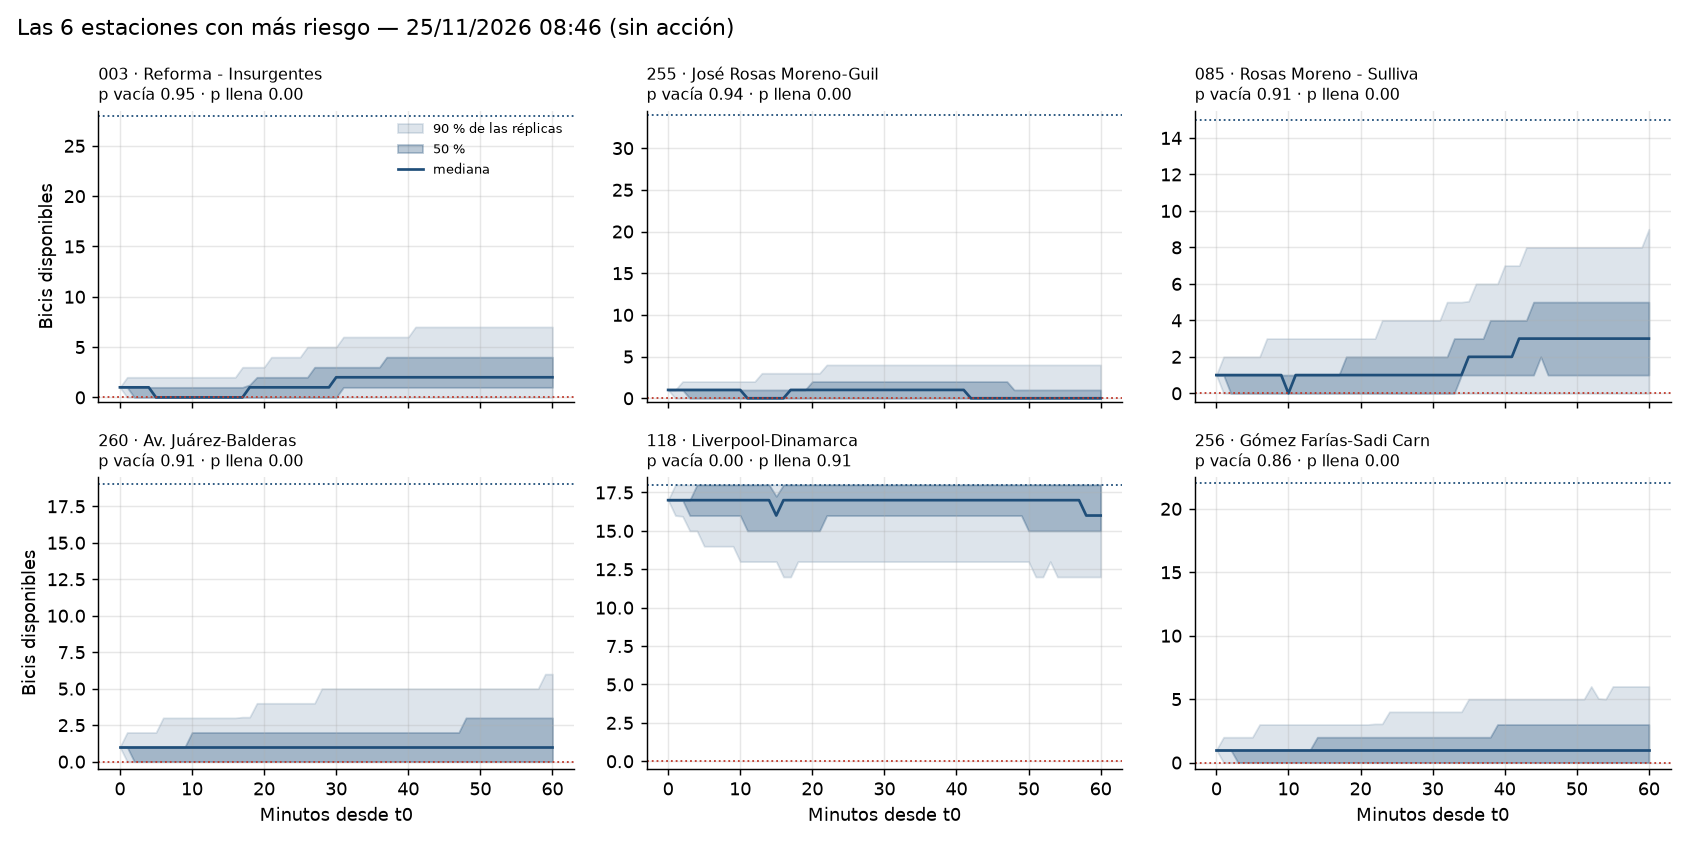 Las 6 estaciones con más riesgo — 25/11/2026 08:46 (sin acción)
003 · Reforma - Insurgentes
p vacía 0.95 · p llena 0.00
90 % de las réplicas
50 %
mediana
Bicis disponibles
25
20
15
10
5
0
255 · José Rosas Moreno-Guil
p vacía 0.94 · p llena 0.00
30
25
20
15
10
5
0
085 · Rosas Moreno - Sulliva
p vacía 0.91 · p llena 0.00
14
12
10
8
6
4
2
0
260 · Av. Juárez-Balderas
p vacía 0.91 · p llena 0.00
Bicis disponibles
17.5
15.0
12.5
10.0
7.5
5.0
2.5
0.0
0 10 20 30 40 50 60
Minutos desde t0
118 · Liverpool-Dinamarca
p vacía 0.00 · p llena 0.91
17.5
15.0
12.5
10.0
7.5
5.0
2.5
0.0
0 10 20 30 40 50 60
Minutos desde t0
256 · Gómez Farías-Sadi Carn
p vacía 0.86 · p llena 0.00
20
15
10
5
0
0 10 20 30 40 50 60
Minutos desde t0